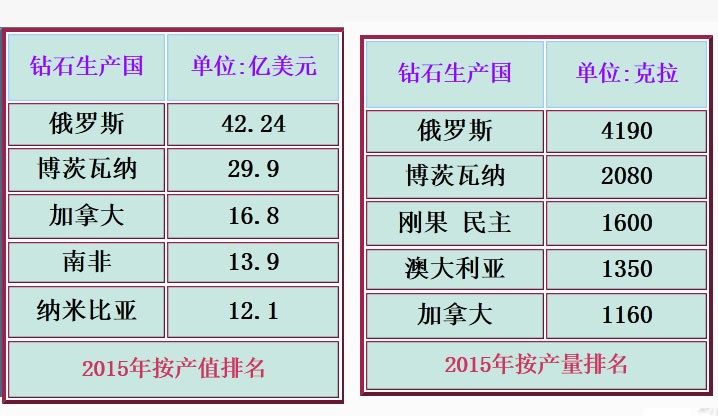 钻石生产国 单位:亿美元
俄罗斯 42.24
博茨瓦纳 29.9
加拿大 16.8
南非 13.9
纳米比亚 12.1
2015年按产值排名
钻石生产国 单位:克拉
俄罗斯 4190
博茨瓦纳 2080
刚果 民主 1600
澳大利亚 1350
加拿大 1160
2015年按产量排名